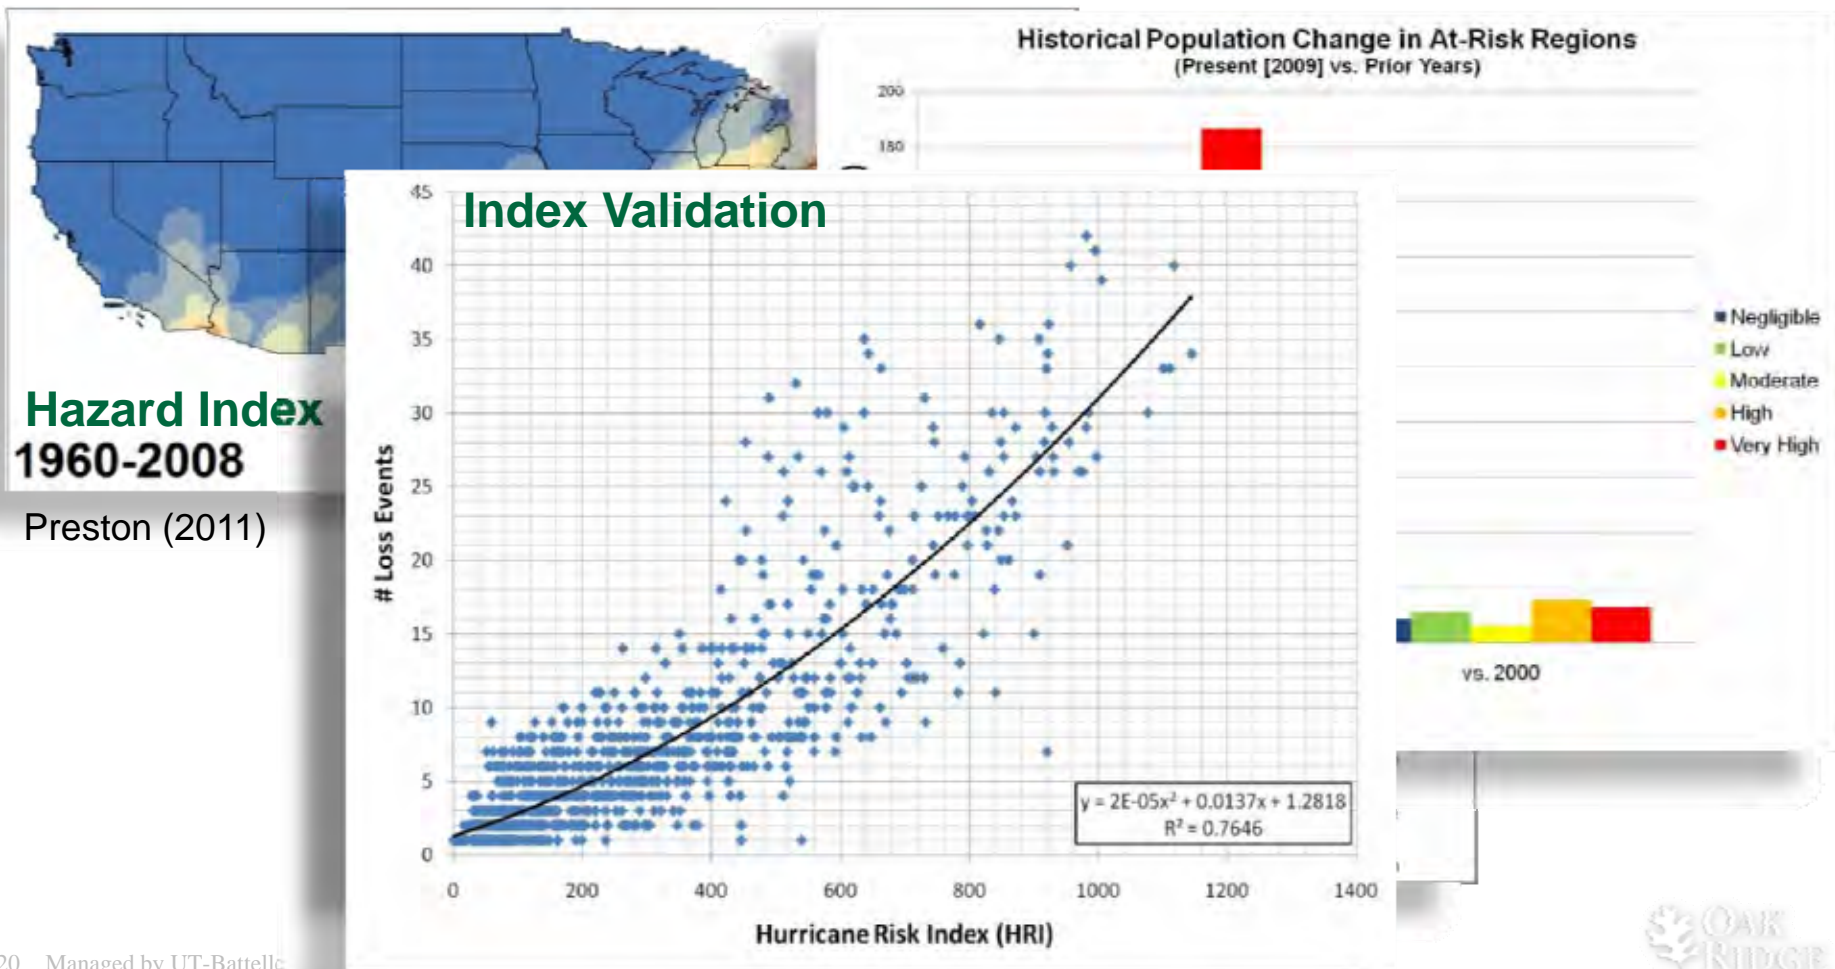 Historical Population Change in At-Risk Regions
(Present [2009] vs. Prior Years)
200
180
Negligible
Low
Moderate
High
Very High
vs. 2000
Hazard Index
1960-2008
Preston (2011)
Index Validation
45
40
35
30
25
20
15
10
5
0
# Loss Events
0 200 400 600 800 1000 1200 1400
Hurricane Risk Index (HRI)
y = 2E-05x² + 0.0137x + 1.2818
R² = 0.7646
20 Managed by UT-Battelle
OAK
RIDGE